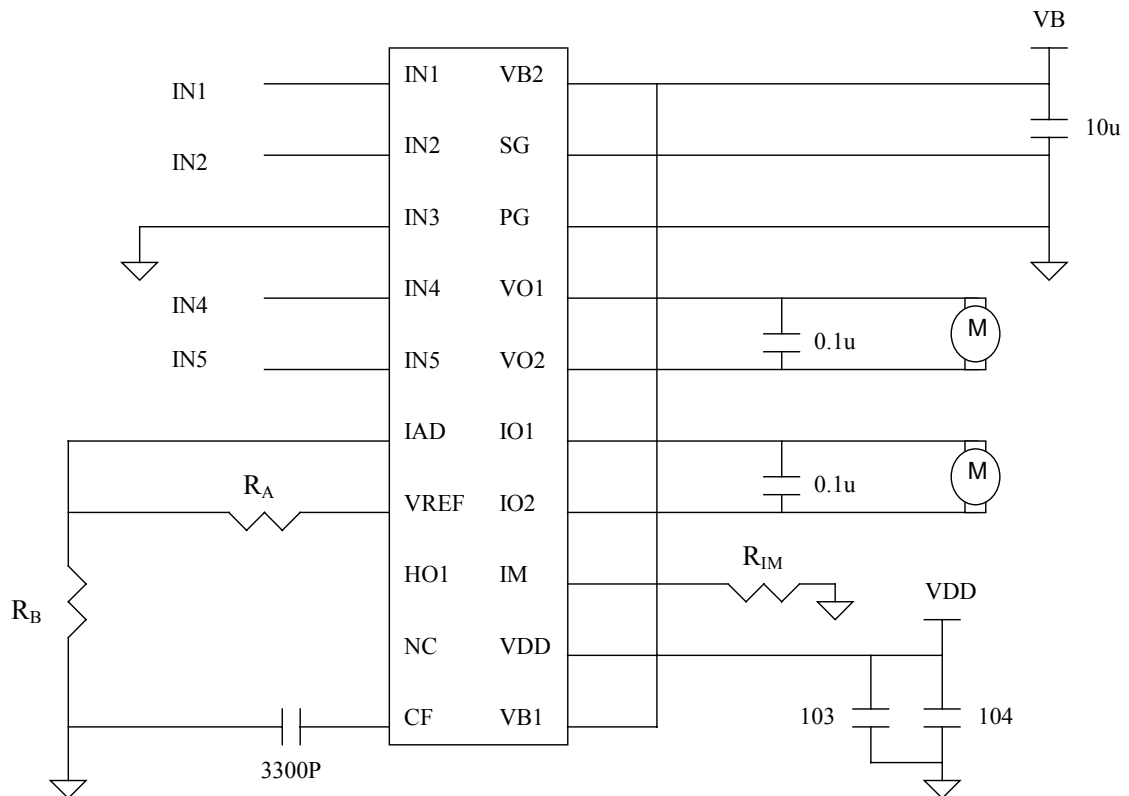 VB
IN1
IN1 VB2
10u
IN2
IN2 SG
IN3 PG
IN4
IN4 VO1
M
0.1u
IN5
IN5 VO2
IAD IO1
M
0.1u
RA
VREF IO2
RIM
HO1 IM
VDD
RB
NC VDD
103
104
CF VB1
3300P